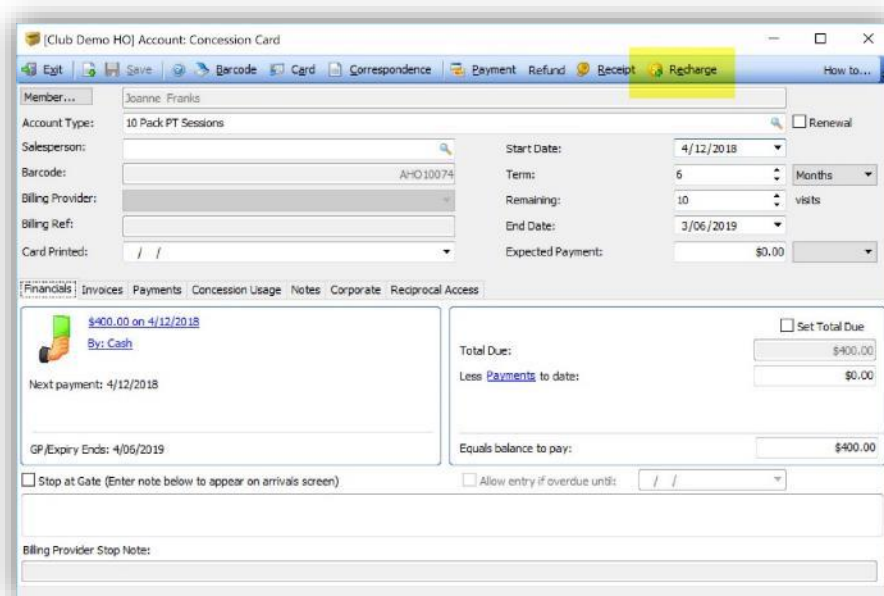 [Club Demo HO] Account: Concession Card
Exit Save @ Barcode Card Correspondence Payment Refund Receipt Recharge How to...
Member... Joanne Franks
Account Type: 10 Pack PT Sessions Renewal
Salesperson: Start Date: 4/12/2018
Barcode: AHO10074 Term: 6 Months
Billing Provider: Remaining: 10 visits
Billing Ref: End Date: 3/06/2019
Card Printed: / / Expected Payment: $0.00
Financials Invoices Payments Concession Usage Notes Corporate Reciprocal Access
$400.00 on 4/12/2018 Set Total Due
By: Cash Total Due: $400.00
Less Payments to date: $0.00
Next payment: 4/12/2018
GP/Expiry Ends: 4/06/2019 Equals balance to pay: $400.00
Stop at Gate (Enter note below to appear on arrivals screen) Allow entry if overdue until: / /
Billing Provider Stop Note: